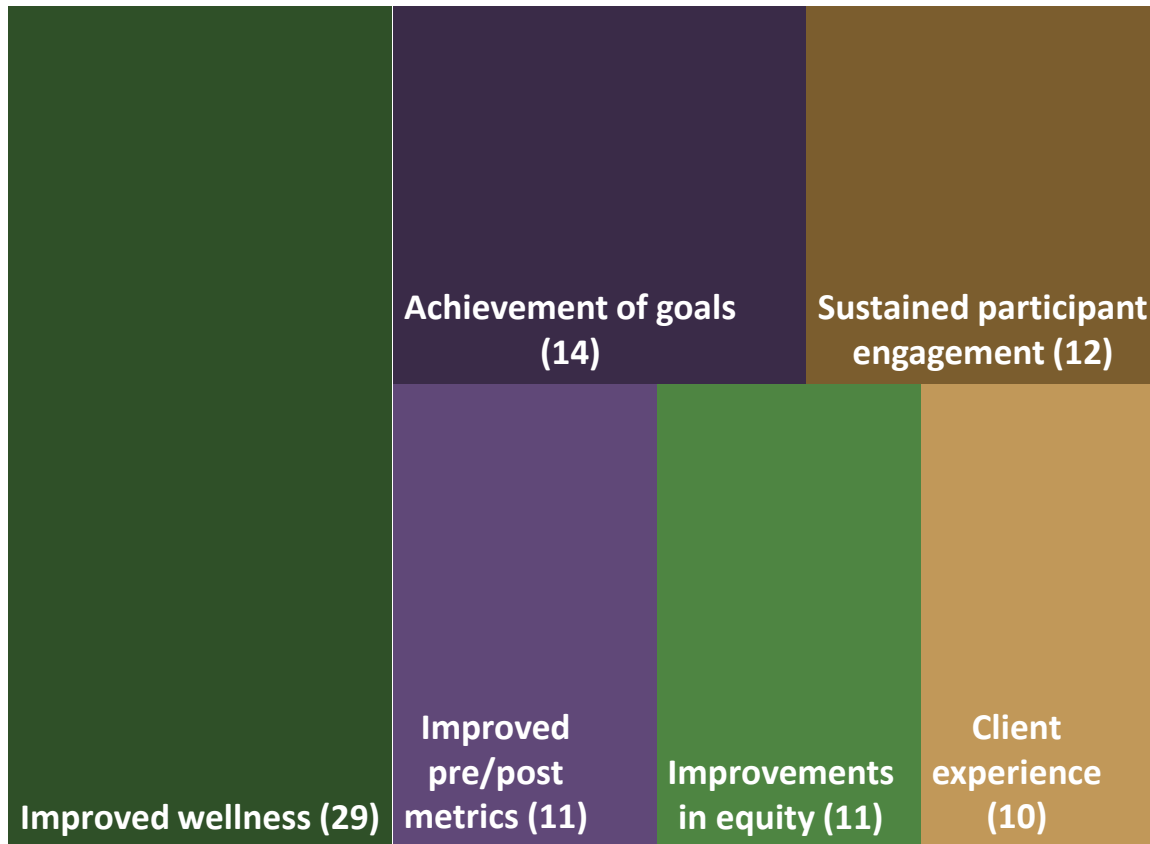 Achievement of goals
(14)
Sustained participant
engagement (12)
Improved wellness (29)
Improved
pre/post
metrics (11)
Improvements
in equity (11)
Client
experience
(10)